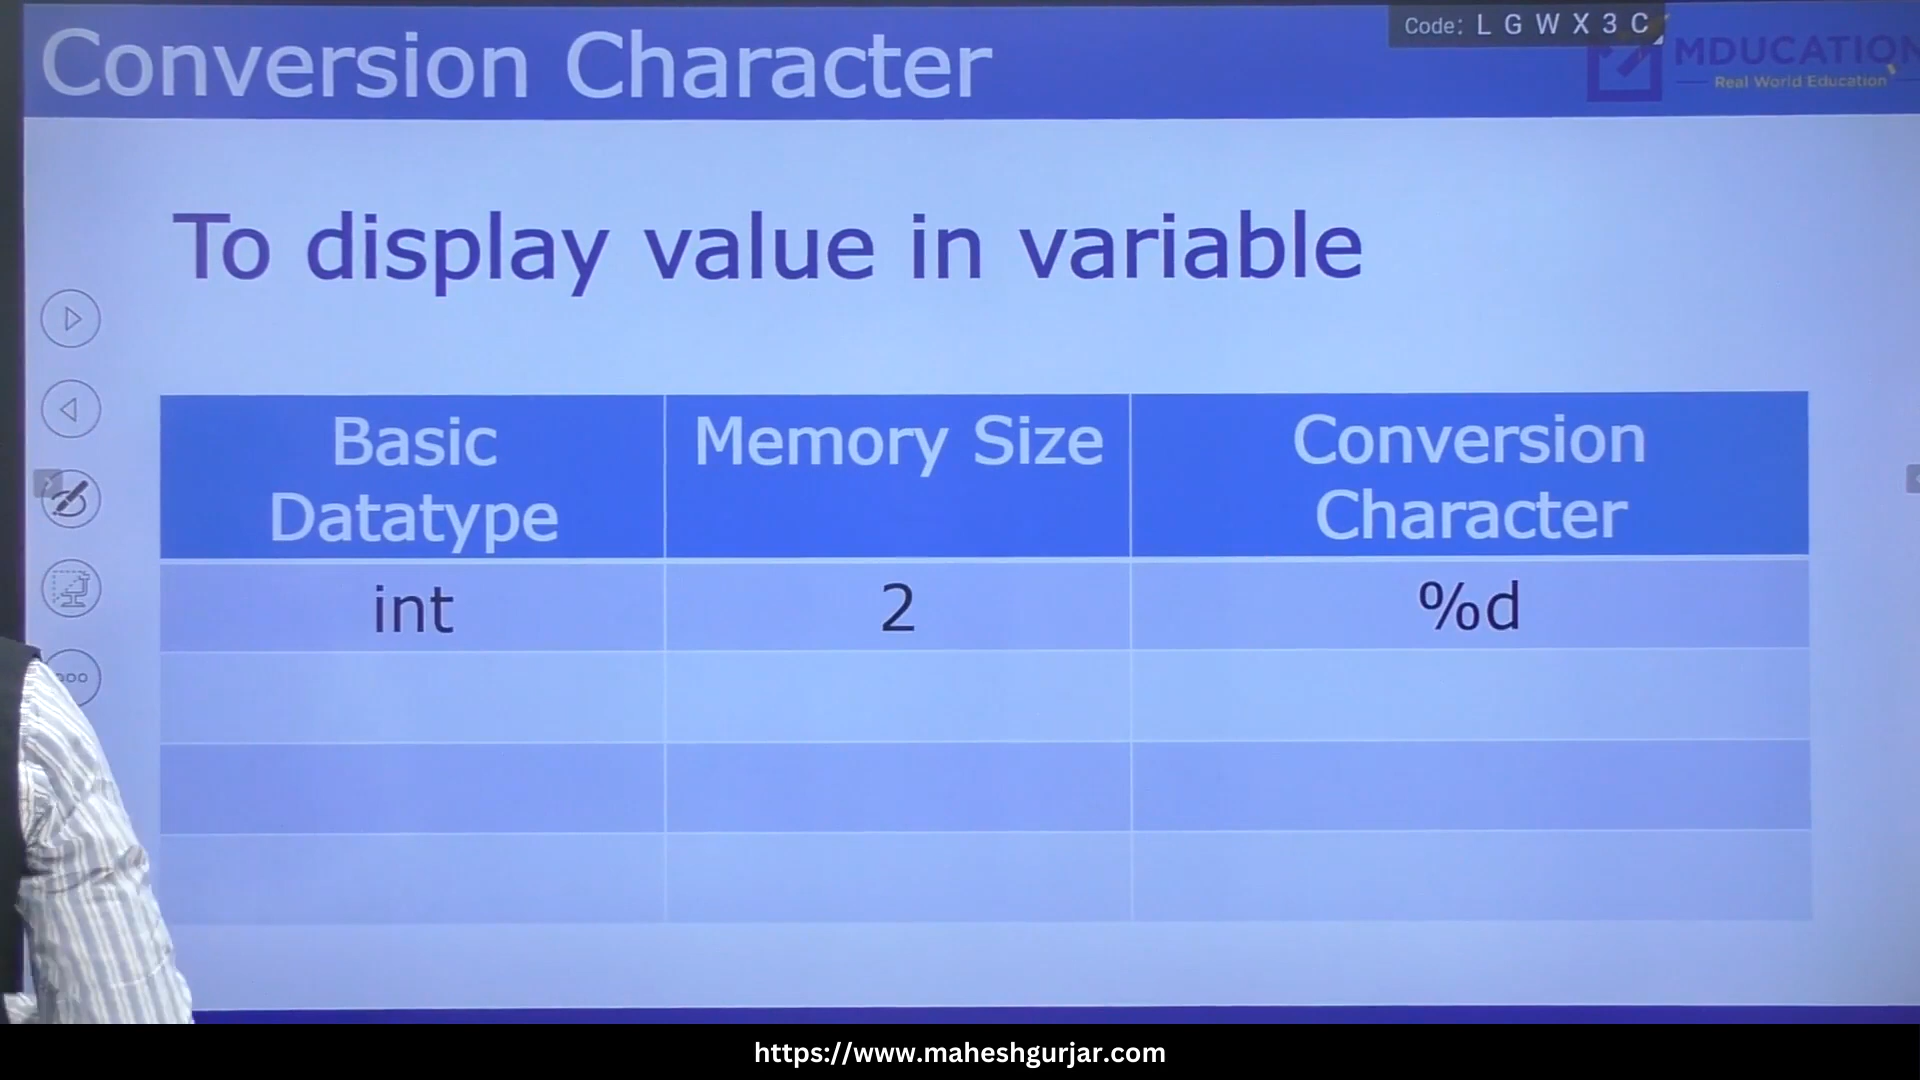 Conversion Character
Code: LGWX3C
MDUCATION
Real World Education
To display value in variable
Basic Datatype
Memory Size
Conversion Character
int
2
%d
https://www.maheshgurjar.com